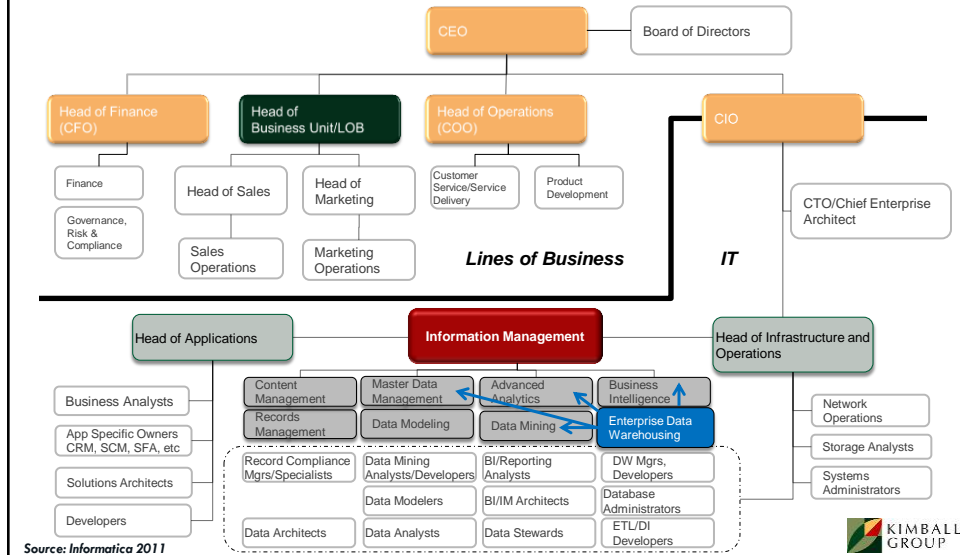 CEO
Board of Directors
Head of Finance
(CFO)
Head of
Business Unit/LOB
Head of Operations
(COO)
CIO
Finance
Governance,
Risk &
Compliance
Head of Sales
Sales
Operations
Head of
Marketing
Marketing
Operations
Customer
Service/Service
Delivery
Product
Development
CTO/Chief Enterprise
Architect
Lines of Business
IT
Head of Applications
Information Management
Head of Infrastructure and
Operations
Business Analysts
App Specific Owners
CRM, SCM, SFA, etc
Solutions Architects
Developers
Content
Management
Master Data
Management
Advanced
Analytics
Business
Intelligence
Records
Management
Data Modeling
Data Mining
Enterprise Data
Warehousing
Record Compliance
Mgrs/Specialists
Data Mining
Analysts/Developers
BI/Reporting
Analysts
DW Mgrs,
Developers
Data Modelers
BI/IM Architects
Database
Administrators
Data Architects
Data Analysts
Data Stewards
ETL/DI
Developers
Network
Operations
Storage Analysts
Systems
Administrators
Source: Informatica 2011
KIMBALL
GROUP